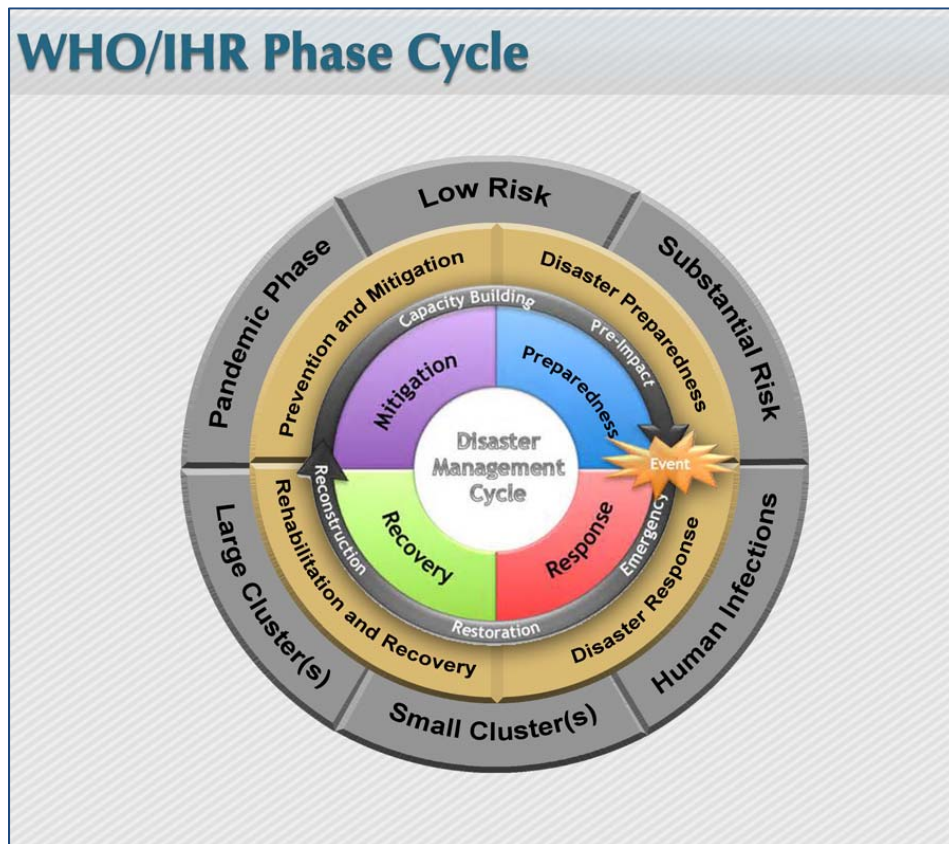 WHO/IHR Phase Cycle
Low Risk
Substantial Risk
Human Infections
Small Cluster(s)
Large Cluster(s)
Pandemic Phase
Prevention and Mitigation
Disaster Preparedness
Disaster Response
Rehabilitation and Recovery
Capacity Building
Pre-Impact
Event
Emergency
Restoration
Reconstruction
Mitigation
Preparedness
Response
Recovery
Disaster
Management
Cycle